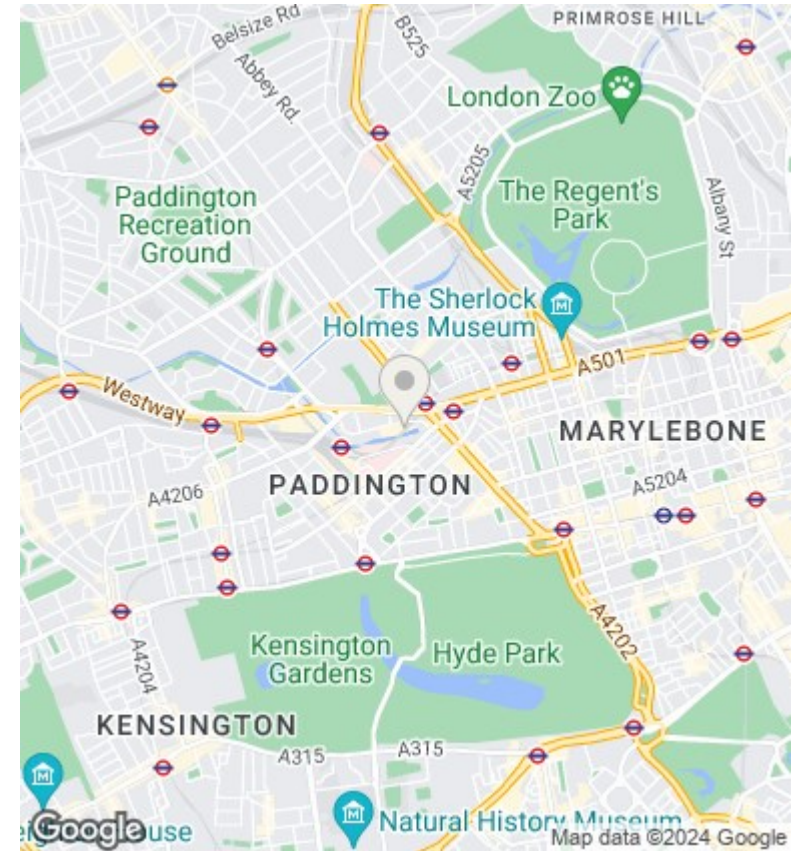 PRIMROSE HILL
Belsize Rd
B525
Abbey Rd.
London Zoo
A5205
Paddington
Recreation
Ground
The Regent's
Park
Albany St
The Sherlock
Holmes Museum
A501
Westway
MARYLEBONE
PADDINGTON
A5204
A4206
A4202
Kensington
Gardens
Hyde Park
A4204
KENSINGTON
A315
A315
Natural History Museum
Google
Map data ©2024 Google